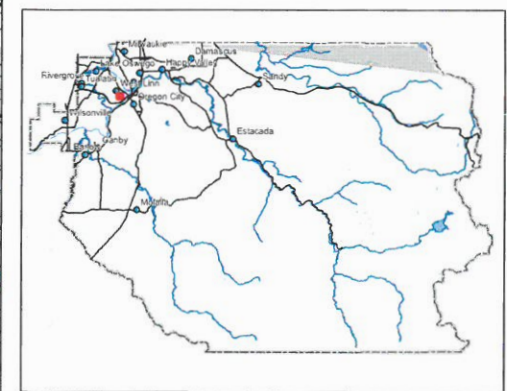 Milwaukie
Damascus
Lake Oswego
Happy Valley
Rivergrove
Tualatin
Sandy
West Linn
Oregon City
Wilsonville
Estacada
Canby
Barlow
Molalla